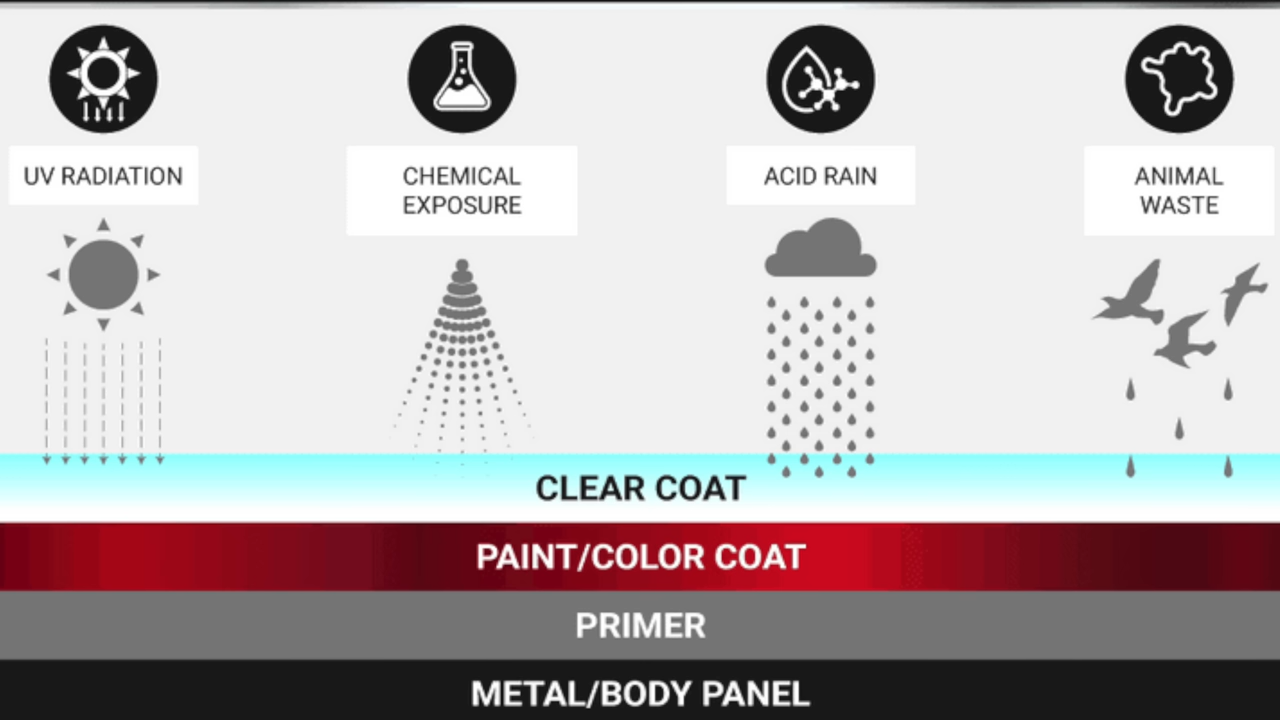 UV RADIATION
CHEMICAL
EXPOSURE
ACID RAIN
ANIMAL
WASTE
CLEAR COAT
PAINT/COLOR COAT
PRIMER
METAL/BODY PANEL